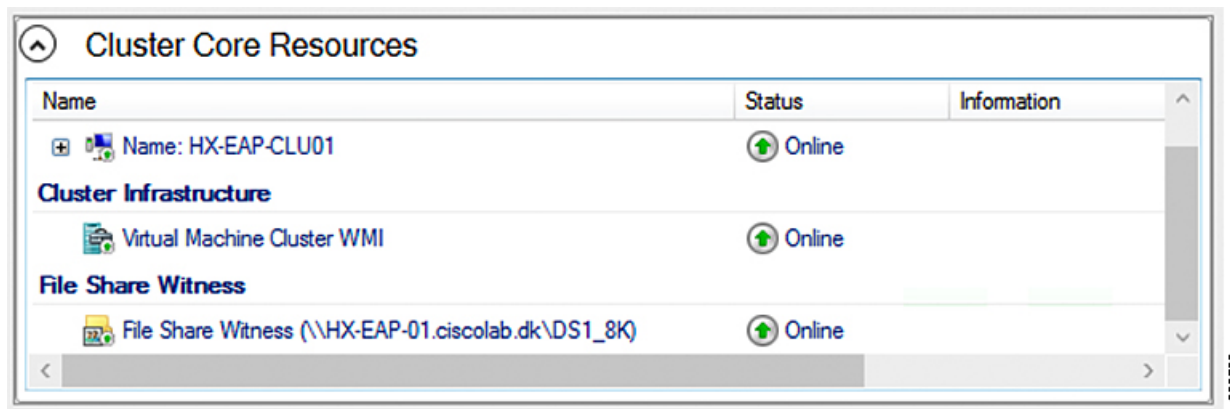 Cluster Core Resources
Name Status Information
Name: HX-EAP-CLU01 Online
Cluster Infrastructure
Virtual Machine Cluster WMI Online
File Share Witness
File Share Witness (\\HX-EAP-01.ciscolab.dk\DS1_8K) Online